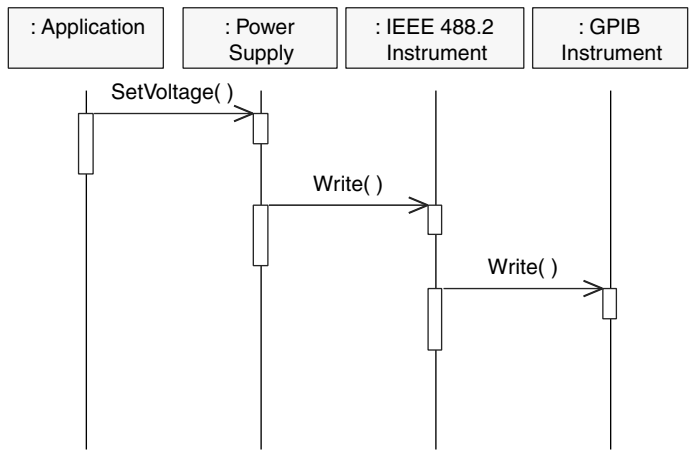 : Application
: Power
Supply
: IEEE 488.2
Instrument
: GPIB
Instrument
SetVoltage( )
Write( )
Write( )